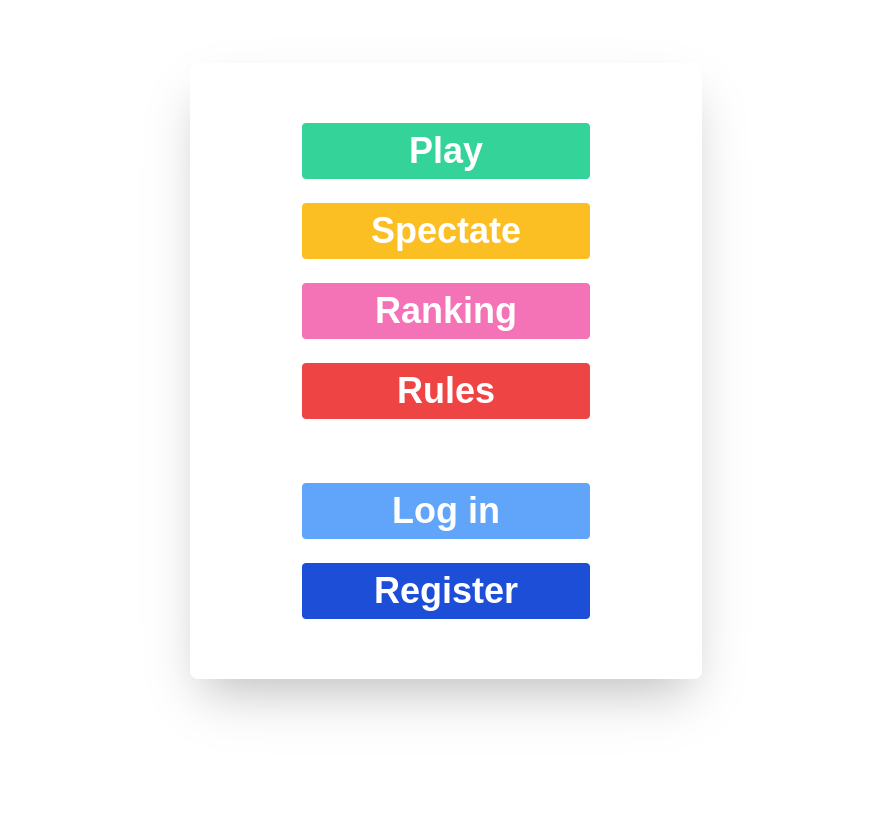 Play
Spectate
Ranking
Rules
Log in
Register